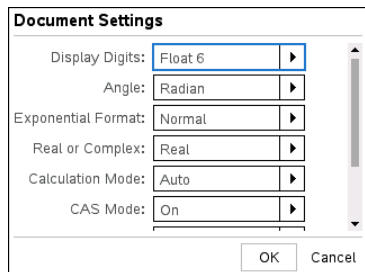 Document Settings
Display Digits: Float 6
Angle: Radian
Exponential Format: Normal
Real or Complex: Real
Calculation Mode: Auto
CAS Mode: On
OK Cancel